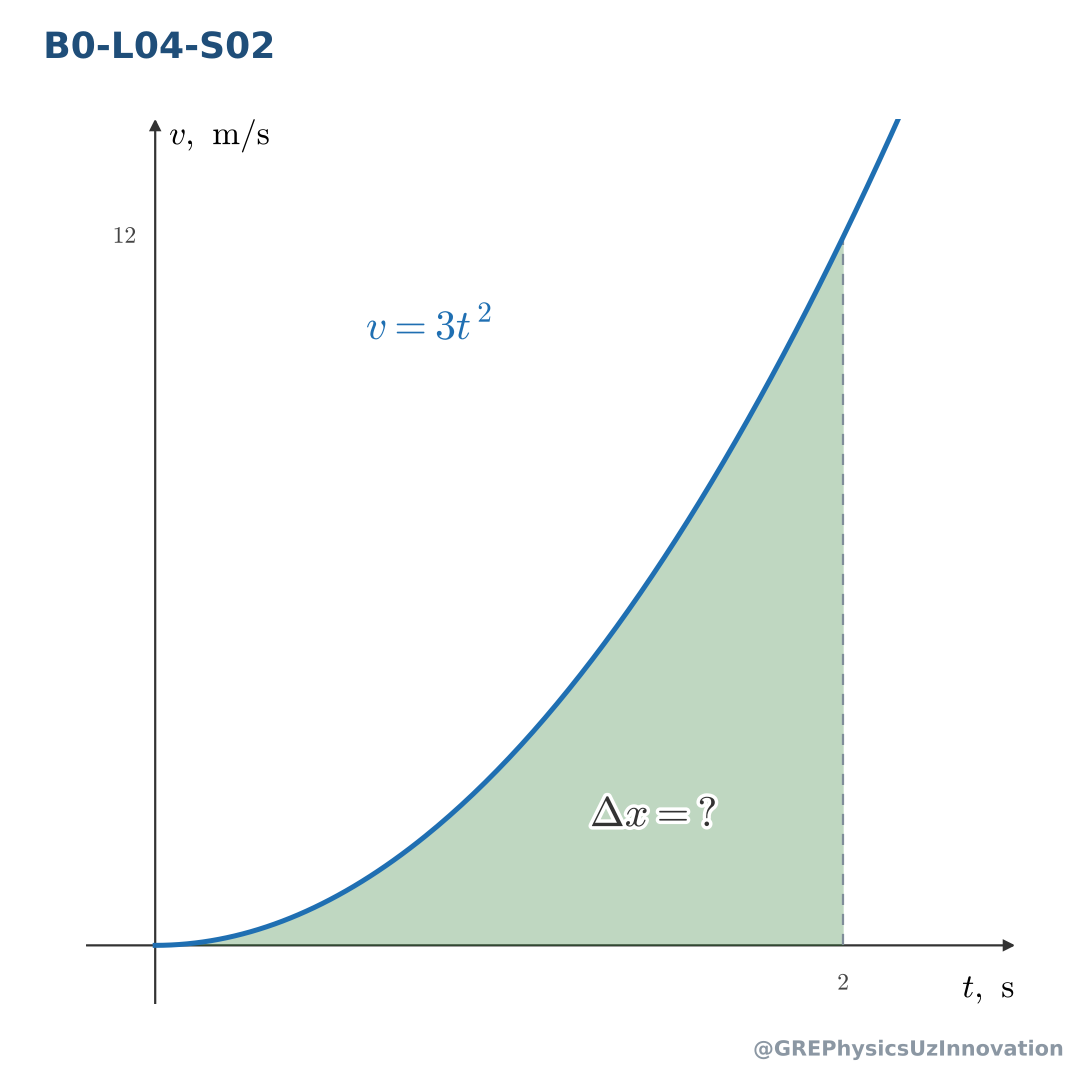 B0-L04-S02
v, m/s
12
v = 3t²
Δx = ?
2
t, s
@GREPhysicsUzInnovation